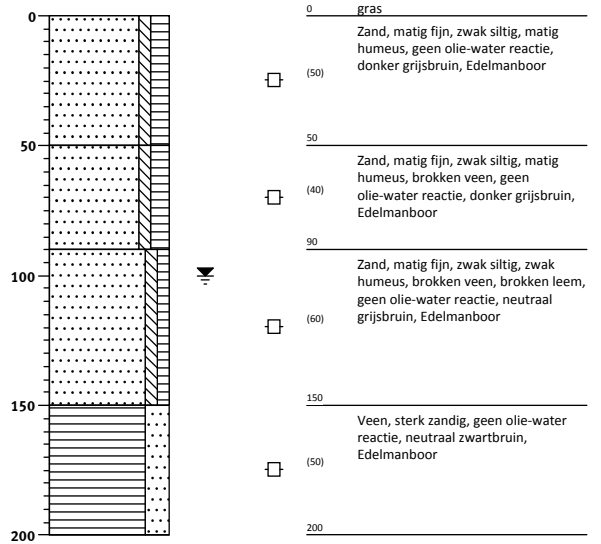 0
0
gras
Zand, matig fijn, zwak siltig, matig
humeus, geen olie-water reactie,
donker grijsbruin, Edelmanboor
(50)
50
50
Zand, matig fijn, zwak siltig, matig
humeus, brokken veen, geen
olie-water reactie, donker grijsbruin,
Edelmanboor
(40)
90
Zand, matig fijn, zwak siltig, zwak
humeus, brokken veen, brokken leem,
geen olie-water reactie, neutraal
grijsbruin, Edelmanboor
100
(60)
150
150
Veen, sterk zandig, geen olie-water
reactie, neutraal zwartbruin,
Edelmanboor
(50)
200
200